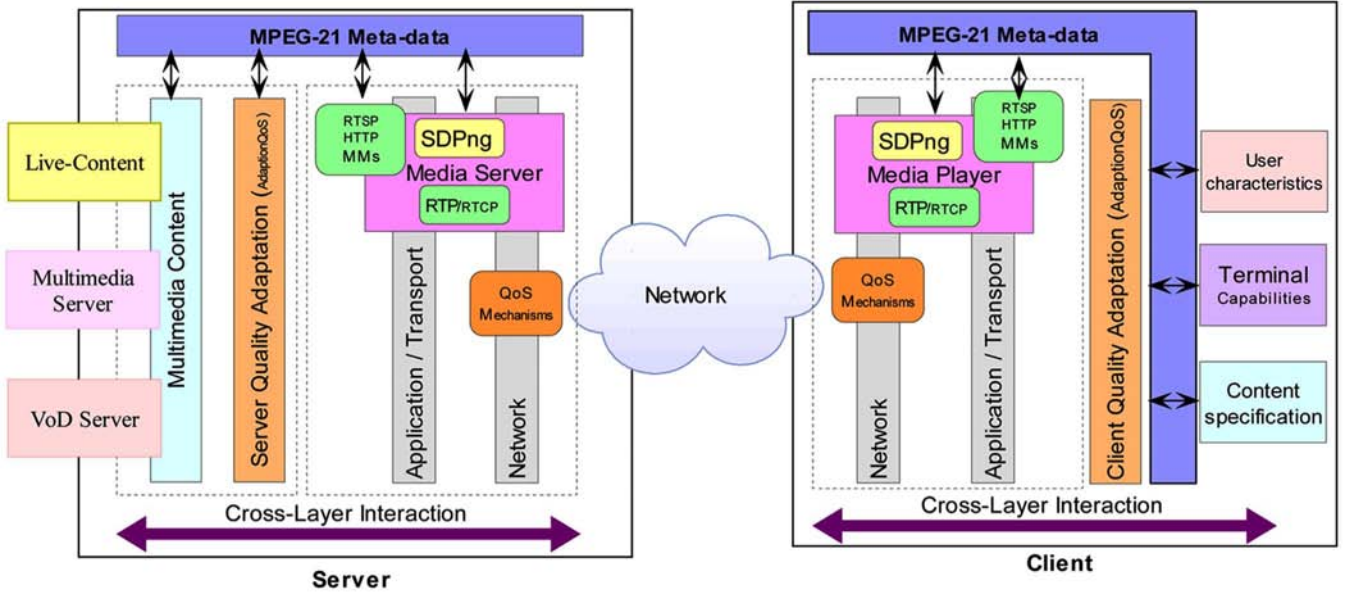 MPEG-21 Meta-data
Live-Content
Multimedia
Server
VoD Server
Multimedia Content
Server Quality Adaptation (AdaptionQoS)
RTSP
HTTP
MMs
SDPng
Media Server
RTP/RTCP
Application / Transport
Network
QoS
Mechanisms
Cross-Layer Interaction
Server
Network
MPEG-21 Meta-data
SDPng
RTSP
HTTP
MMs
Media Player
RTP/RTCP
QoS
Mechanisms
Network
Application / Transport
Client Quality Adaptation (AdaptionQoS)
User
characteristics
Terminal
Capabilities
Content
specification
Cross-Layer Interaction
Client